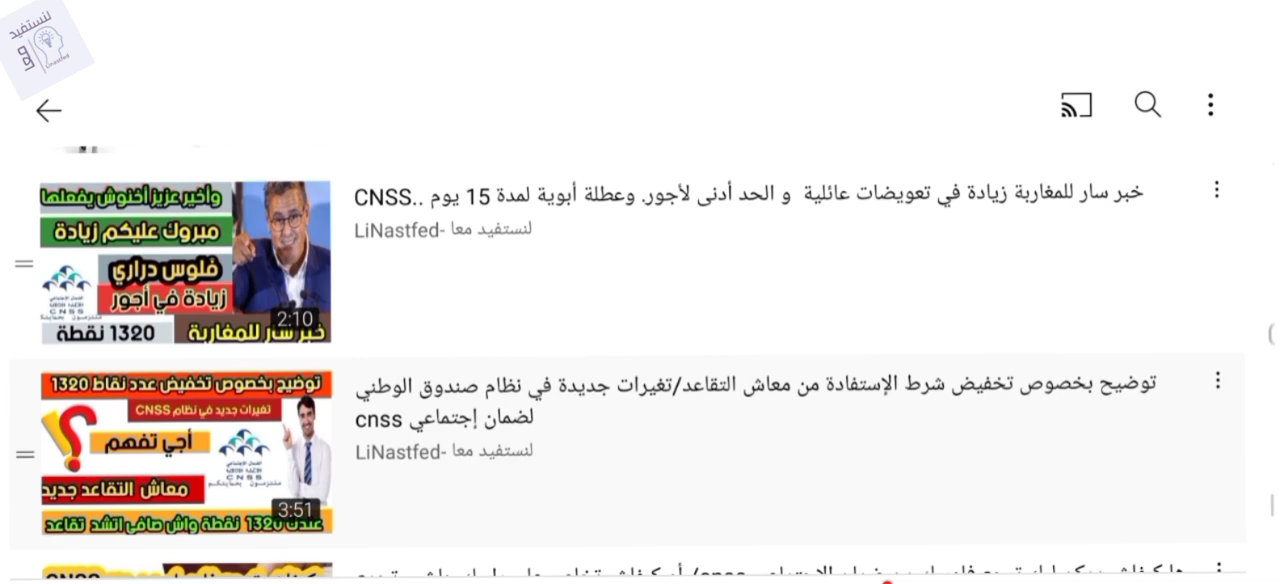 لنستفيد
معا
Linastfed
وأخير عزيز أخنوش يفعلها
مبروك عليكم زيادة
فلوس دراري
زيادة في أجور
CNSS
1320 نقطة
خبر سار للمغاربة
2:10
خبر سار للمغاربة زيادة في تعويضات عائلية و الحد أدنى لأجور. وعطلة أبوية لمدة 15 يوم ..CNSS
لنستفيد معا -LiNastfed
توضيح بخصوص تخفيض عدد نقاط 1320
تغيرات جديد في نظام CNSS
أجي تفهم
CNSS
معاش التقاعد جديد
عندك 1320 نقطة واش صافي اتشد تقاعد
3:51
توضيح بخصوص تخفيض شرط الإستفادة من معاش التقاعد/تغيرات جديدة في نظام صندوق الوطني
لضمان إجتماعي cnss
لنستفيد معا -LiNastfed